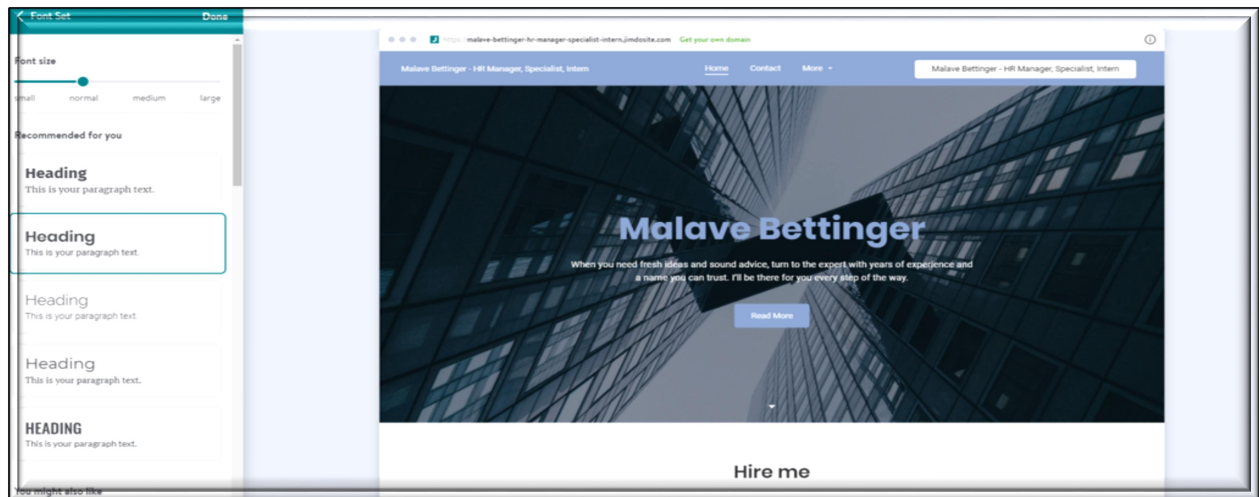 Font Set
Done
Font size
small normal medium large
Recommended for you
Heading
This is your paragraph text.
Heading
This is your paragraph text.
Heading
This is your paragraph text.
Heading
This is your paragraph text.
HEADING
This is your paragraph text.
You might also like
https://malave-bettinger-hr-manager-specialist-intern.jimdosite.com Get your own domain
Malave Bettinger - HR Manager, Specialist, Intern
Home Contact More
Malave Bettinger - HR Manager, Specialist, Intern
Malave Bettinger
When you need fresh ideas and sound advice, turn to the expert with years of experience and
a name you can trust. I'll be there for you every step of the way.
Read More
Hire me